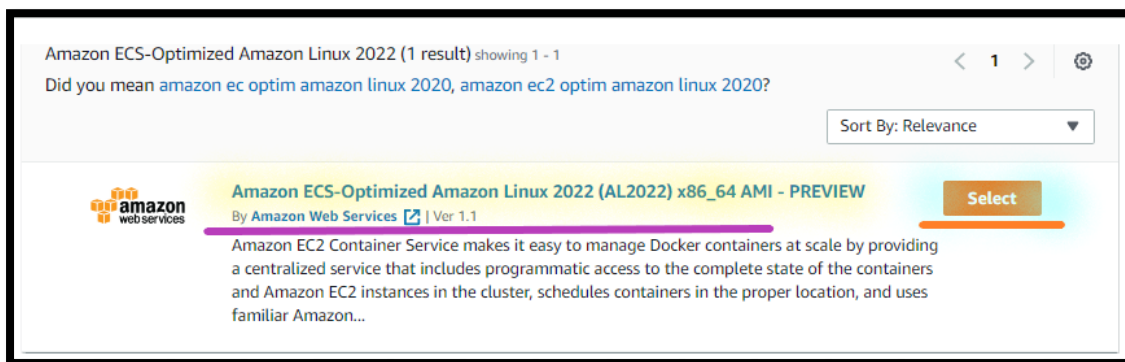 Amazon ECS-Optimized Amazon Linux 2022 (1 result) showing 1 - 1
< 1 >
Did you mean amazon ec optim amazon linux 2020, amazon ec2 optim amazon linux 2020?
Sort By: Relevance
amazon
webservices
Amazon ECS-Optimized Amazon Linux 2022 (AL2022) x86_64 AMI - PREVIEW
Select
By Amazon Web Services | Ver 1.1
Amazon EC2 Container Service makes it easy to manage Docker containers at scale by providing
a centralized service that includes programmatic access to the complete state of the containers
and Amazon EC2 instances in the cluster, schedules containers in the proper location, and uses
familiar Amazon...